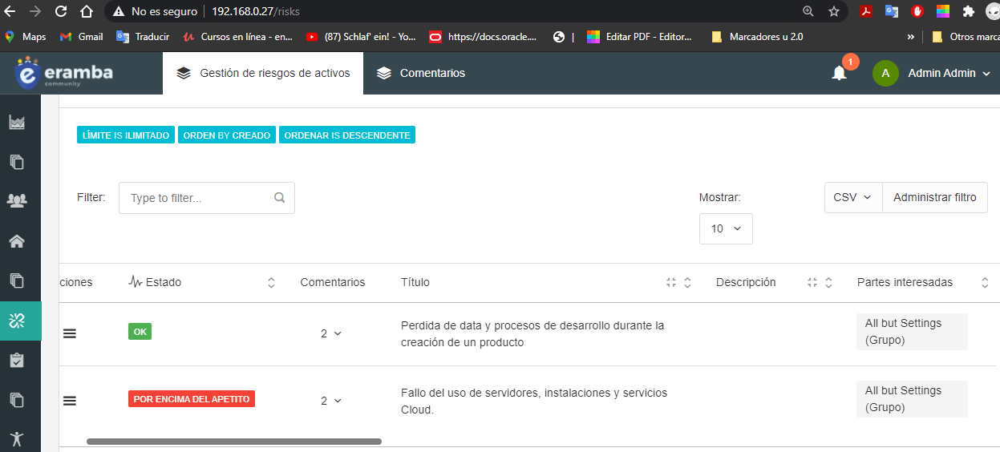 No es seguro 192.168.0.27/risks
Maps Gmail Traducir Cursos en línea - en... (87) Schlaf' ein! - Yo... https://docs.oracle.... | Editar PDF - Editor... Marcadores u 2.0 » Otros marca
eramba
community
Gestión de riesgos de activos Comentarios 1 A Admin Admin
LÍMITE IS ILIMITADO ORDEN BY CREADO ORDENAR IS DESCENDENTE
Filter: Type to filter... Mostrar: CSV Administrar filtro
10
ciones Estado Comentarios Título Descripción Partes interesadas
OK 2 Perdida de data y procesos de desarrollo durante la
creación de un producto
All but Settings
(Grupo)
POR ENCIMA DEL APETITO 2 Fallo del uso de servidores, instalaciones y servicios
Cloud.
All but Settings
(Grupo)